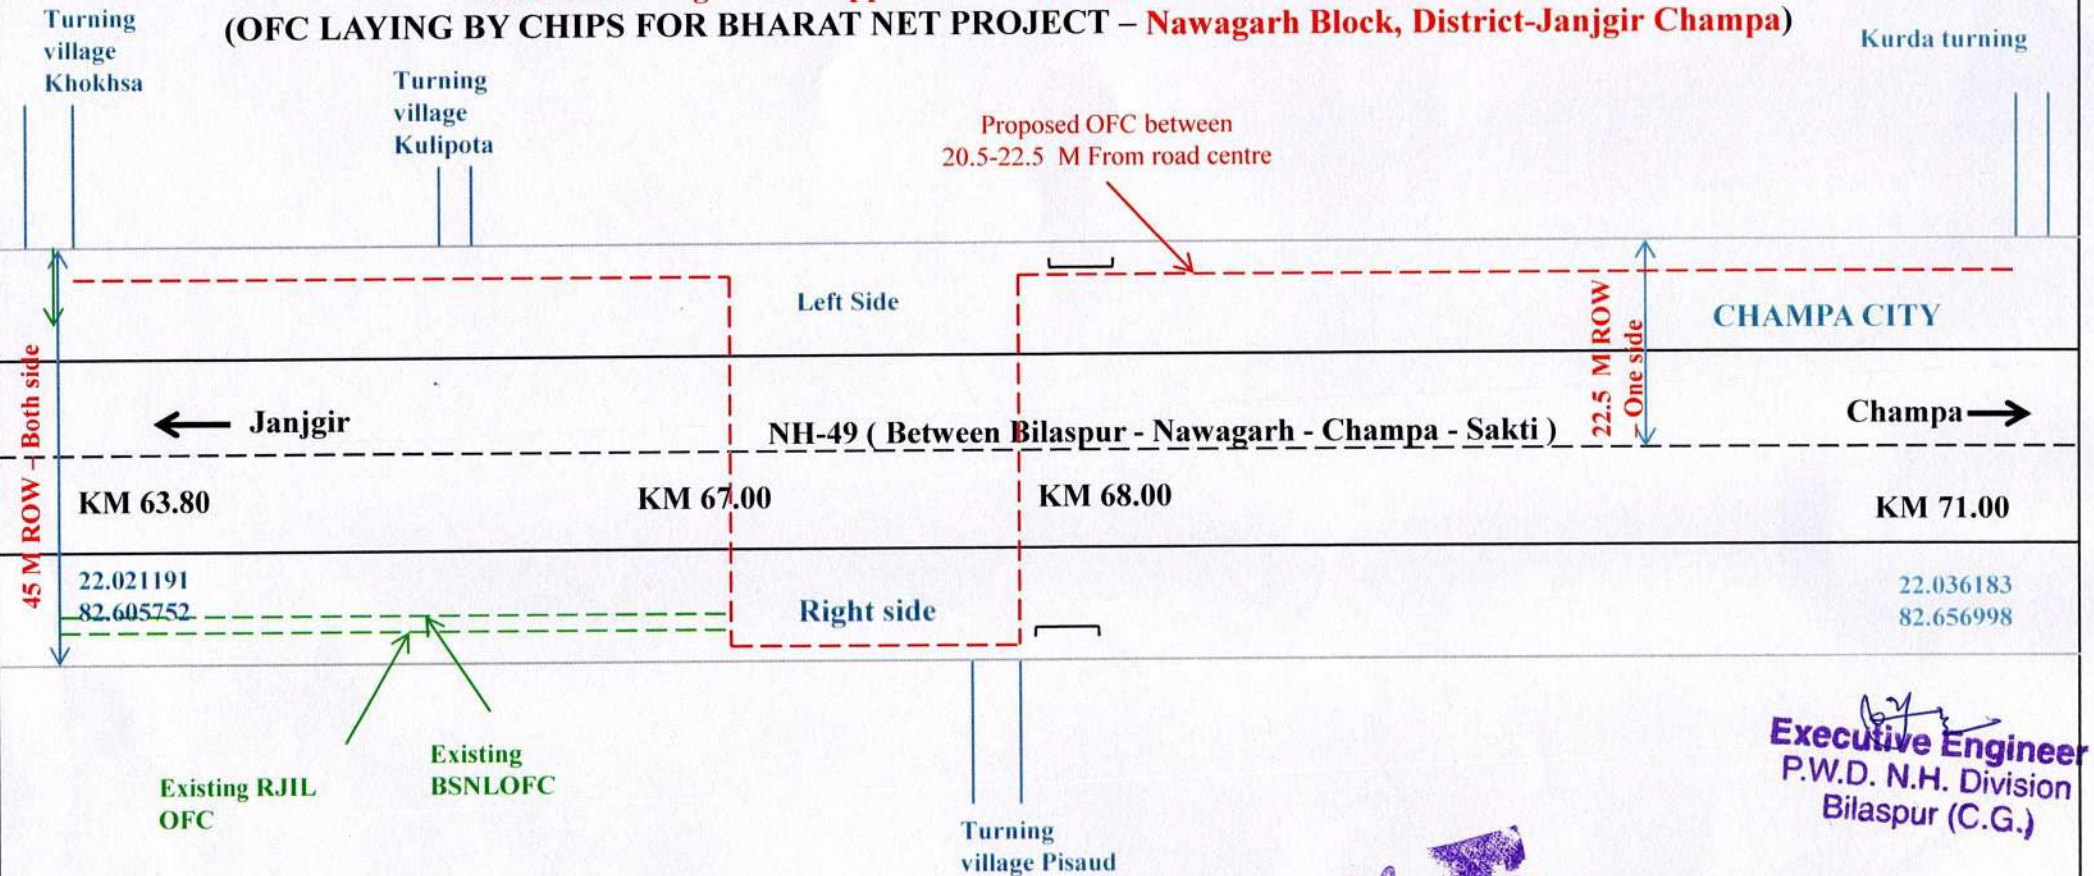 (OFC LAYING BY CHIPS FOR BHARAT NET PROJECT – Nawagarh Block, District-Janjgir Champa)
Turning
village
Khokhsa
Turning
village
Kulipota
Kurda turning
Proposed OFC between
20.5-22.5 M From road centre
Left Side
CHAMPA CITY
22.5 M ROW
– One side
45 M ROW – Both side
Janjgir
NH-49 ( Between Bilaspur - Nawagarh - Champa - Sakti )
Champa
KM 63.80
KM 67.00
KM 68.00
KM 71.00
22.021191
82.605752
Right side
22.036183
82.656998
Existing RJIL
OFC
Existing
BSNLOFC
Turning
village Pisaud
Executive Engineer
P.W.D. N.H. Division
Bilaspur (C.G.)